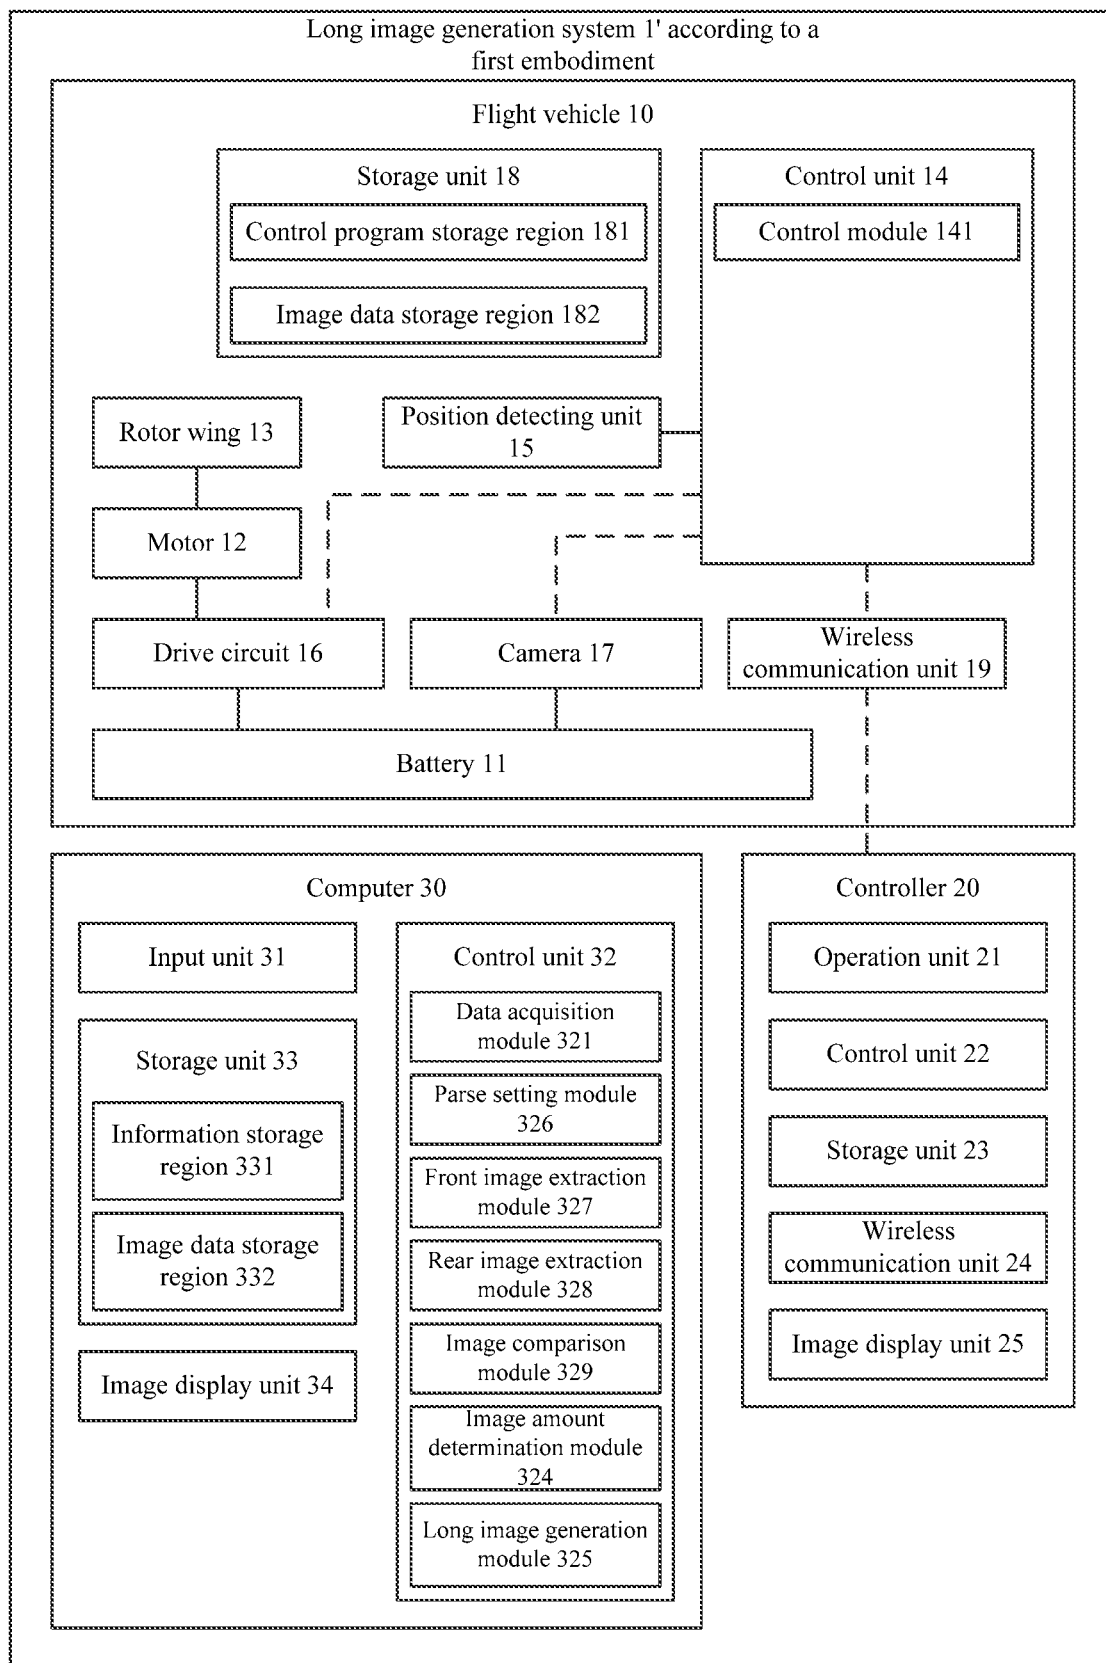 Long image generation system 1' according to a
first embodiment
Flight vehicle 10
Storage unit 18
Control program storage region 181
Image data storage region 182
Control unit 14
Control module 141
Rotor wing 13
Position detecting unit
15
Motor 12
Drive circuit 16
Camera 17
Wireless
communication unit 19
Battery 11
Computer 30
Input unit 31
Storage unit 33
Information storage
region 331
Image data storage
region 332
Image display unit 34
Control unit 32
Data acquisition
module 321
Parse setting module
326
Front image extraction
module 327
Rear image extraction
module 328
Image comparison
module 329
Image amount
determination module
324
Long image generation
module 325
Controller 20
Operation unit 21
Control unit 22
Storage unit 23
Wireless
communication unit 24
Image display unit 25